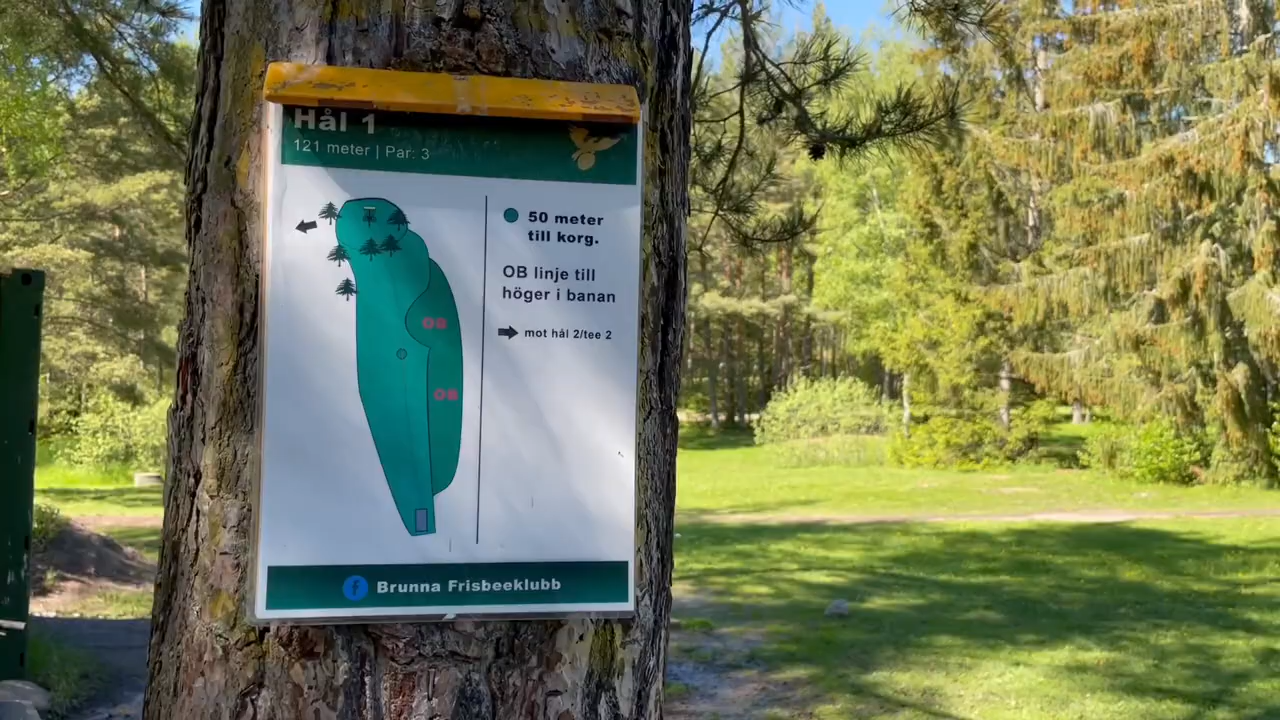 Hål 1
121 meter | Par: 3
50 meter
till korg.
OB linje till
höger i banan
mot hål 2/tee 2
OB
OB
f Brunna Frisbeeklubb